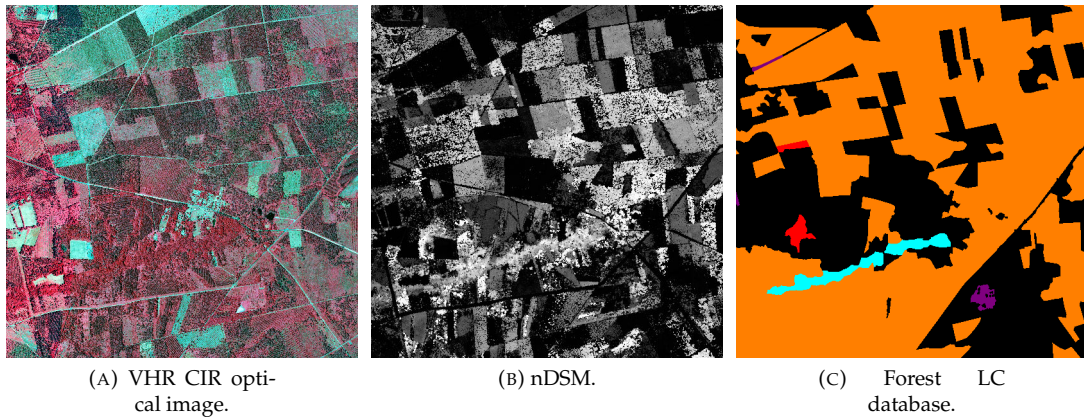 (A) VHR CIR opti-
cal image.
(B) nDSM.
(C) Forest LC
database.